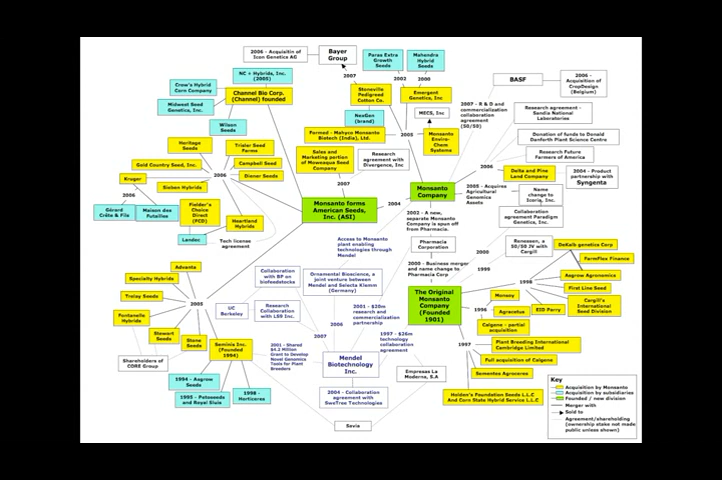 2006 - Acquisitin of
Icon Genetics AG
Bayer
Group
Paras Extra
Growth
Seeds
Mahendra
Hybrid
Seeds
NC + Hybrids, Inc.
(2005)
2007
2002
2000
BASF
2006 -
Acquisition of
CropDesign
(Belgium)
Crow's Hybrid
Corn Company
Channel Bio Corp.
(Channel) founded
Stoneville
Pedigreed
Cotton Co.
Emergent
Genetics, Inc
Midwest Seed
Genetics, Inc.
NexGen
(brand)
MECS, Inc
2007 - R & D and
commercialization
collaboration
agreement
(50/50)
Research agreement -
Sandia National
Laboratories
Wilson
Seeds
Formed - Mahyco Monsanto
Biotech (India), Ltd.
2005
Monsanto
Enviro-
Chem
Systems
Donation of funds to Donald
Danforth Plant Science Centre
Heritage
Seeds
Trisler Seed
Farms
Sales and
Marketing portion
of Moweaqua Seed
Company
Research
agreement with
Divergence, Inc
Research Future
Farmers of America
Gold Country Seed, Inc.
Campbell Seed
2006
Delta and Pine
Land Company
2004 - Product
partnership with
Syngenta
Kruger
2006
Diener Seeds
2007
Sieben Hybrids
Monsanto
Company
2005 - Acquires
Agricultural
Genomics
Assets
Name
change to
Icoria, Inc.
2006
Monsanto forms
American Seeds,
Inc. (ASI)
2004
Gérard
Crête & Fils
Maison des
Futailles
Fielder's
Choice
Direct
(FCD)
Heartland
Hybrids
2002 - A new,
separate Monsanto
Company is spun off
from Pharmacia.
Collaboration
agreement Paradigm
Genetics, Inc.
Landec
Tech license
agreement
Access to Monsanto
plant enabling
technologies through
Mendel
Pharmacia
Corporation
Renessen, a
50/50 JV with
Cargill
DeKalb genetics Corp
2000
FarmFlox Finance
Advanta
Collaboration
with BP on
biofeedstocks
Ornamental Bioscience, a
joint venture between
Mendel and Selecta Klemm
(Germany)
2000 - Business merger
and name change to
Pharmacia Corp
1999
Specialty Hybrids
Asgrow Agronomics
1998
First Line Seed
Trelay Seeds
2005
UC
Berkeley
Research
Collaboration
with LSS Inc.
2001 - $20m
research and
commercialization
partnership
The Original
Monsanto
Company
(Founded
1901)
Monsoy
Cargill's
International
Seed Division
Fontanelle
Hybrids
2006
1996
Agracetus
EID Parry
Stewart
Seeds
Stone
Seeds
2007
1997 - $26m
technology
collaboration
agreement
Calgene - partial
acquisition
Seminis Inc.
(Founded
1994)
2001 - Shared
$4.2 Million
Grant to Develop
Novel Genomics
Tools for Plant
Breeders
1997
Plant Breeding International
Cambridge Limited
Shareholders of
CORE Group
Mendel
Biotechnology
Inc.
Full acquisition of Calgene
1994 - Asgrow
Seeds
Empresas La
Moderna, S.A
Sementes Agroceres
1995 - Petoseeds
and Royal Sluis
1998 -
Horticeres
2004 - Collaboration
agreement with
SweTree Technologies
Holden's Foundation Seeds L.L.C
And Corn State Hybrid Service L.L.C
Savia
Key
Acquisition by Monsanto
Acquisition by subsidiaries
Founded / new division
Merger with
Sold to
Agreement/shareholding
(ownership stake not made
public unless shown)